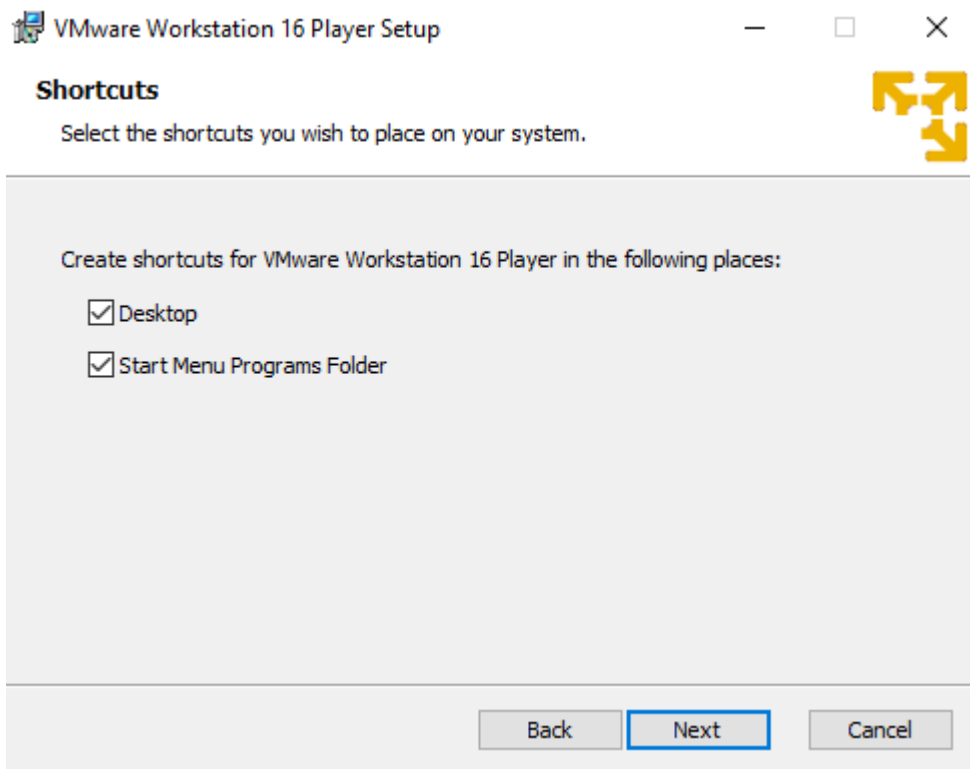 VMware Workstation 16 Player Setup
Shortcuts
Select the shortcuts you wish to place on your system.
Create shortcuts for VMware Workstation 16 Player in the following places:
Desktop
Start Menu Programs Folder
Back Next Cancel